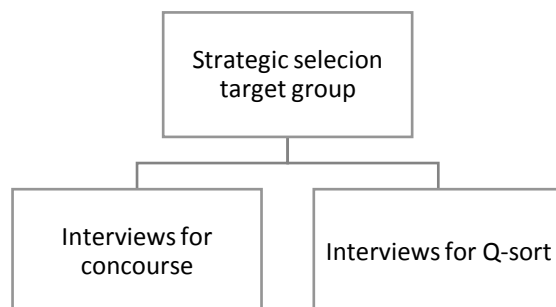 Strategic selecion
target group
Interviews for
concourse
Interviews for Q-sort